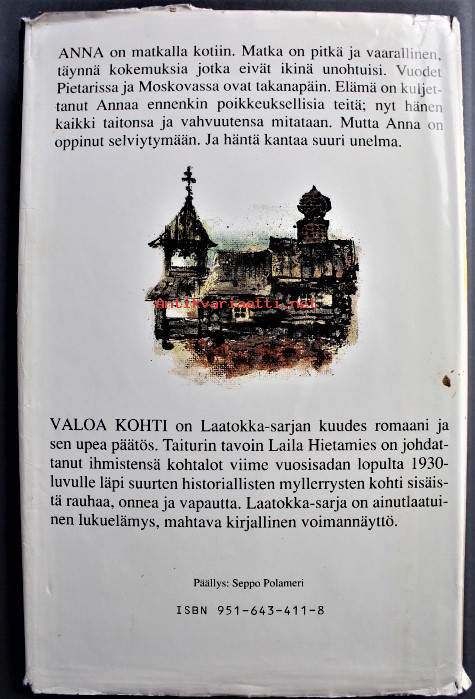 ANNA on matkalla kotiin. Matka on pitkä ja vaarallinen,
täynnä kokemuksia jotka eivät ikinä unohtuisi. Vuodet
Pietarissa ja Moskovassa ovat takanapäin. Elämä on kuljet-
tanut Annaa ennenkin poikkeuksellisia teitä; nyt hänen
kaikki taitonsa ja vahvuutensa mitataan. Mutta Anna on
oppinut selviytymään. Ja häntä kantaa suuri unelma.
Antikvariaatti.net
VALOA KOHTI on Laatokka-sarjan kuudes romaani ja
sen upea päätös. Taiturin tavoin Laila Hietamies on johdat-
tanut ihmistensä kohtalot viime vuosisadan lopulta 1930-
luvulle läpi suurten historiallisten myllerrysten kohti sisäis-
tä rauhaa, onnea ja vapautta. Laatokka-sarja on ainutlaatui-
nen lukuelämys, mahtava kirjallinen voimannäyttö.
Päällys: Seppo Polameri
ISBN 951-643-411-8